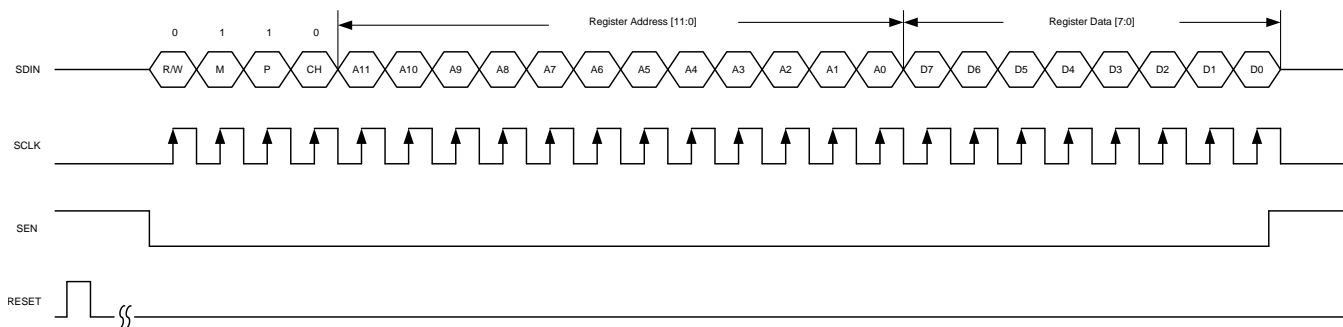 0 1 1 0 Register Address [11:0] Register Data [7:0]
SDIN R/W M P CH A11 A10 A9 A8 A7 A6 A5 A4 A3 A2 A1 A0 D7 D6 D5 D4 D3 D2 D1 D0
SCLK
SEN
RESET